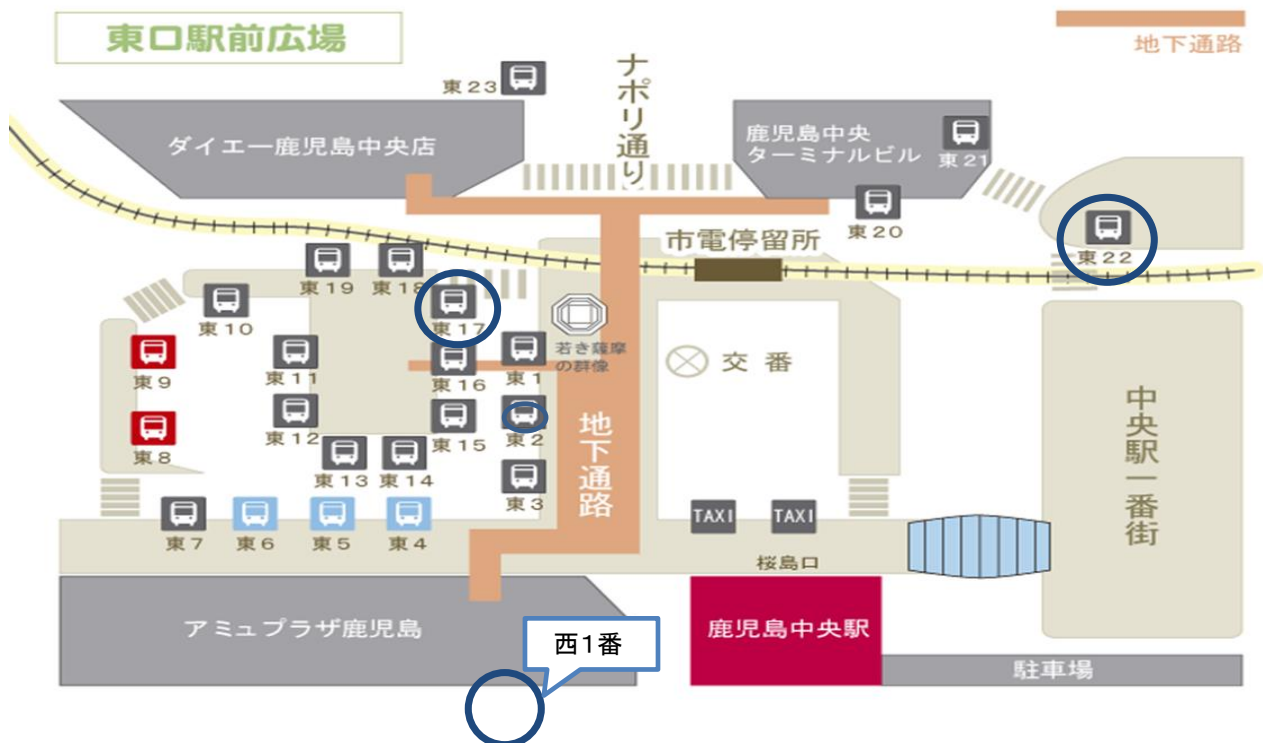 東口駅前広場
地下通路
東23
ナポリ通り
ダイエー鹿児島中央店
鹿児島中央
ターミナルビル
東21
東20
市電停留所
東22
東19
東18
東17
東10
若き薩摩
の群像
東9
東11
東16
東1
交番
東8
東12
東15
東2
地下通路
中央駅一番街
東13
東14
東3
東7
東6
東5
東4
TAXI
TAXI
桜島口
アミュプラザ鹿児島
西1番
鹿児島中央駅
駐車場